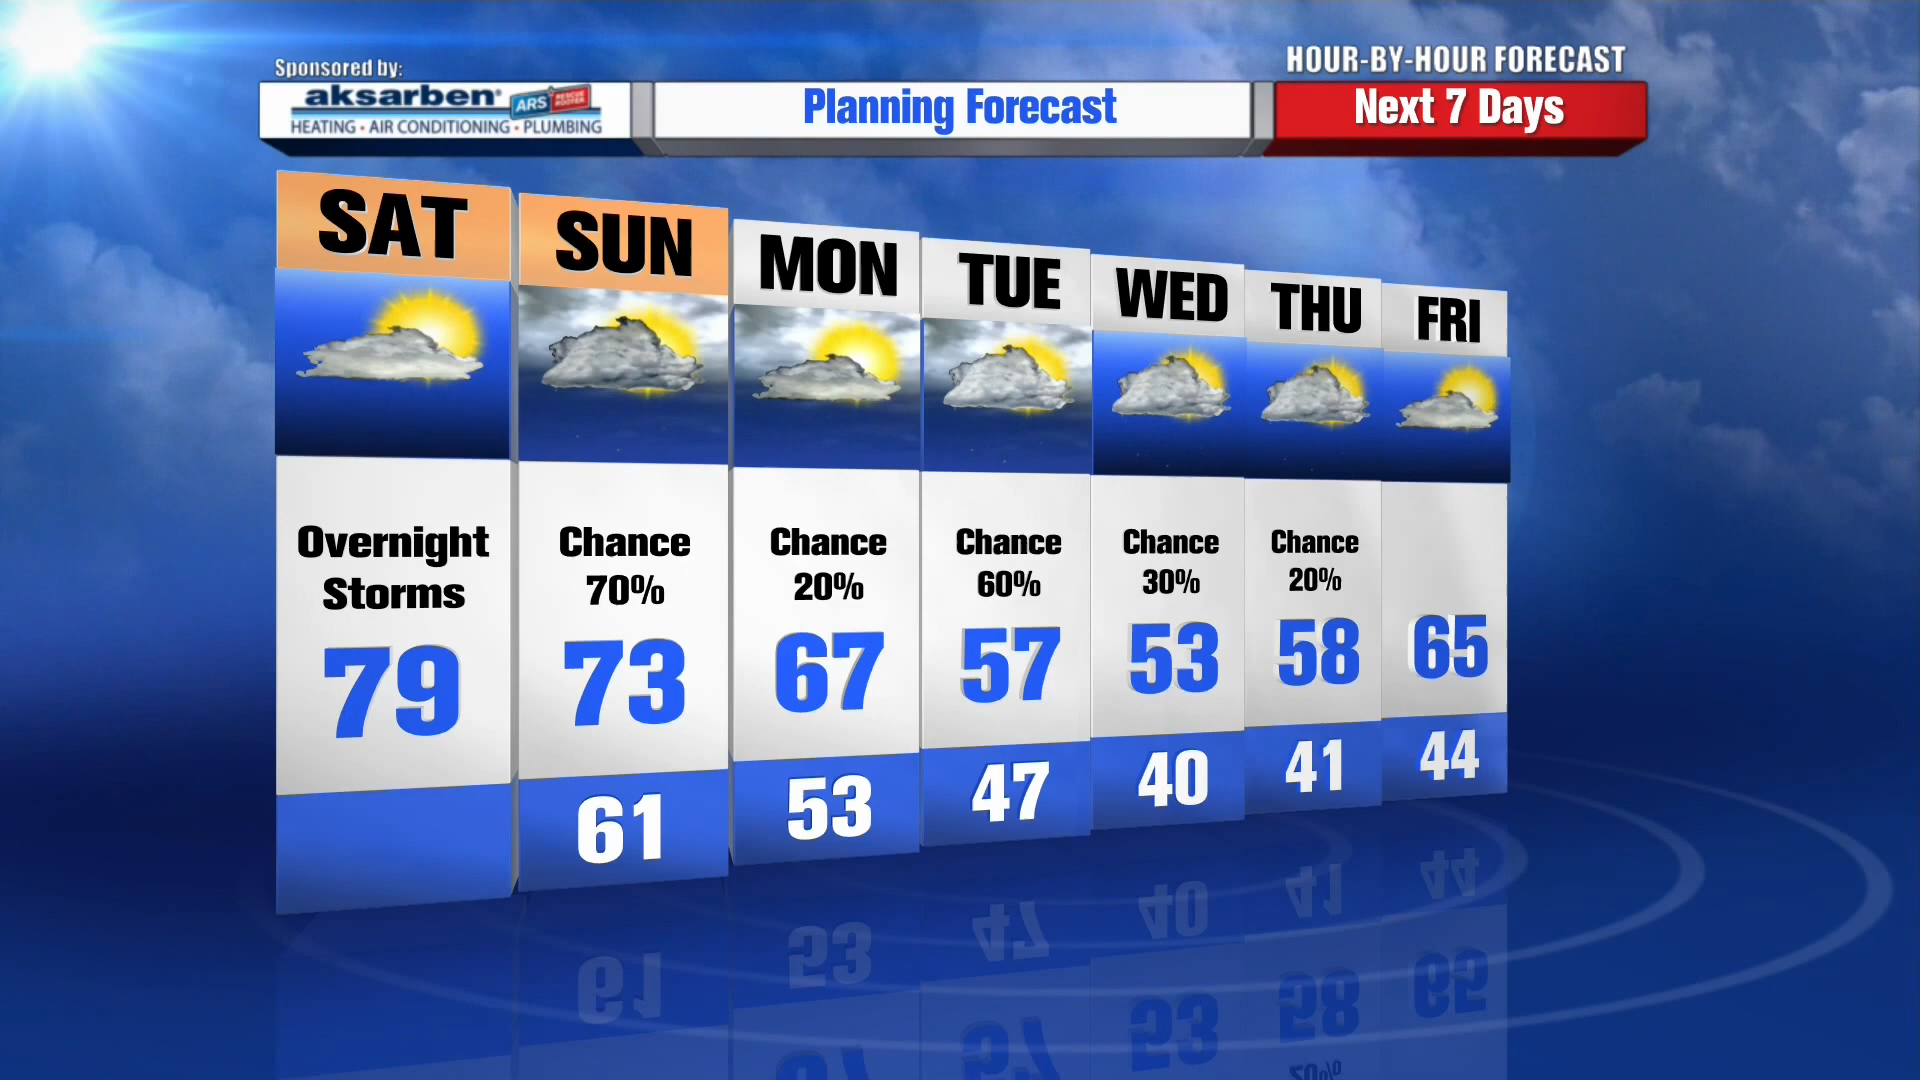 Sponsored by:
aksarben®
ARS RESCUE ROOTER
HEATING · AIR CONDITIONING · PLUMBING
Planning Forecast
HOUR-BY-HOUR FORECAST
Next 7 Days
SAT
Overnight
Storms
79
SUN
Chance
70%
73
61
MON
Chance
20%
67
53
TUE
Chance
60%
57
47
WED
Chance
30%
53
40
THU
Chance
20%
58
41
FRI
65
44